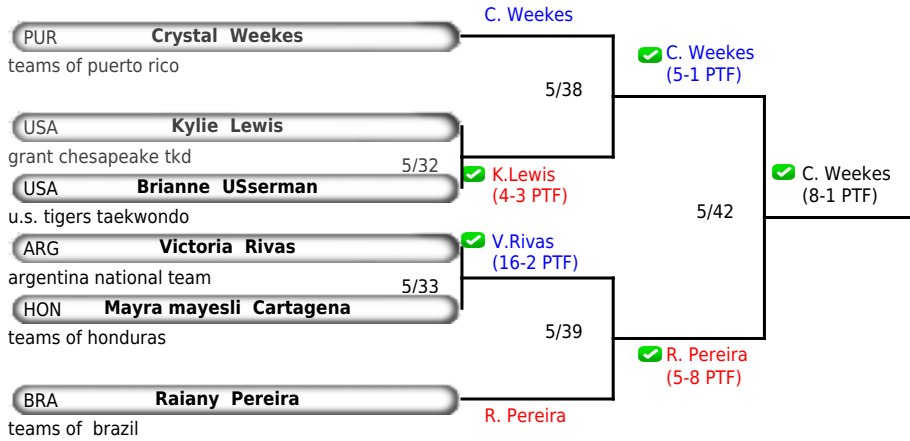 C. Weekes
PUR Crystal Weekes
teams of puerto rico
C. Weekes
(5-1 PTF)
5/38
USA Kylie Lewis
grant chesapeake tkd
5/32
K.Lewis
(4-3 PTF)
USA Brianne USserman
u.s. tigers taekwondo
C. Weekes
(8-1 PTF)
5/42
ARG Victoria Rivas
argentina national team
V.Rivas
(16-2 PTF)
5/33
HON Mayra mayesli Cartagena
teams of honduras
5/39
R. Pereira
(5-8 PTF)
BRA Raiany Pereira
teams of brazil
R. Pereira